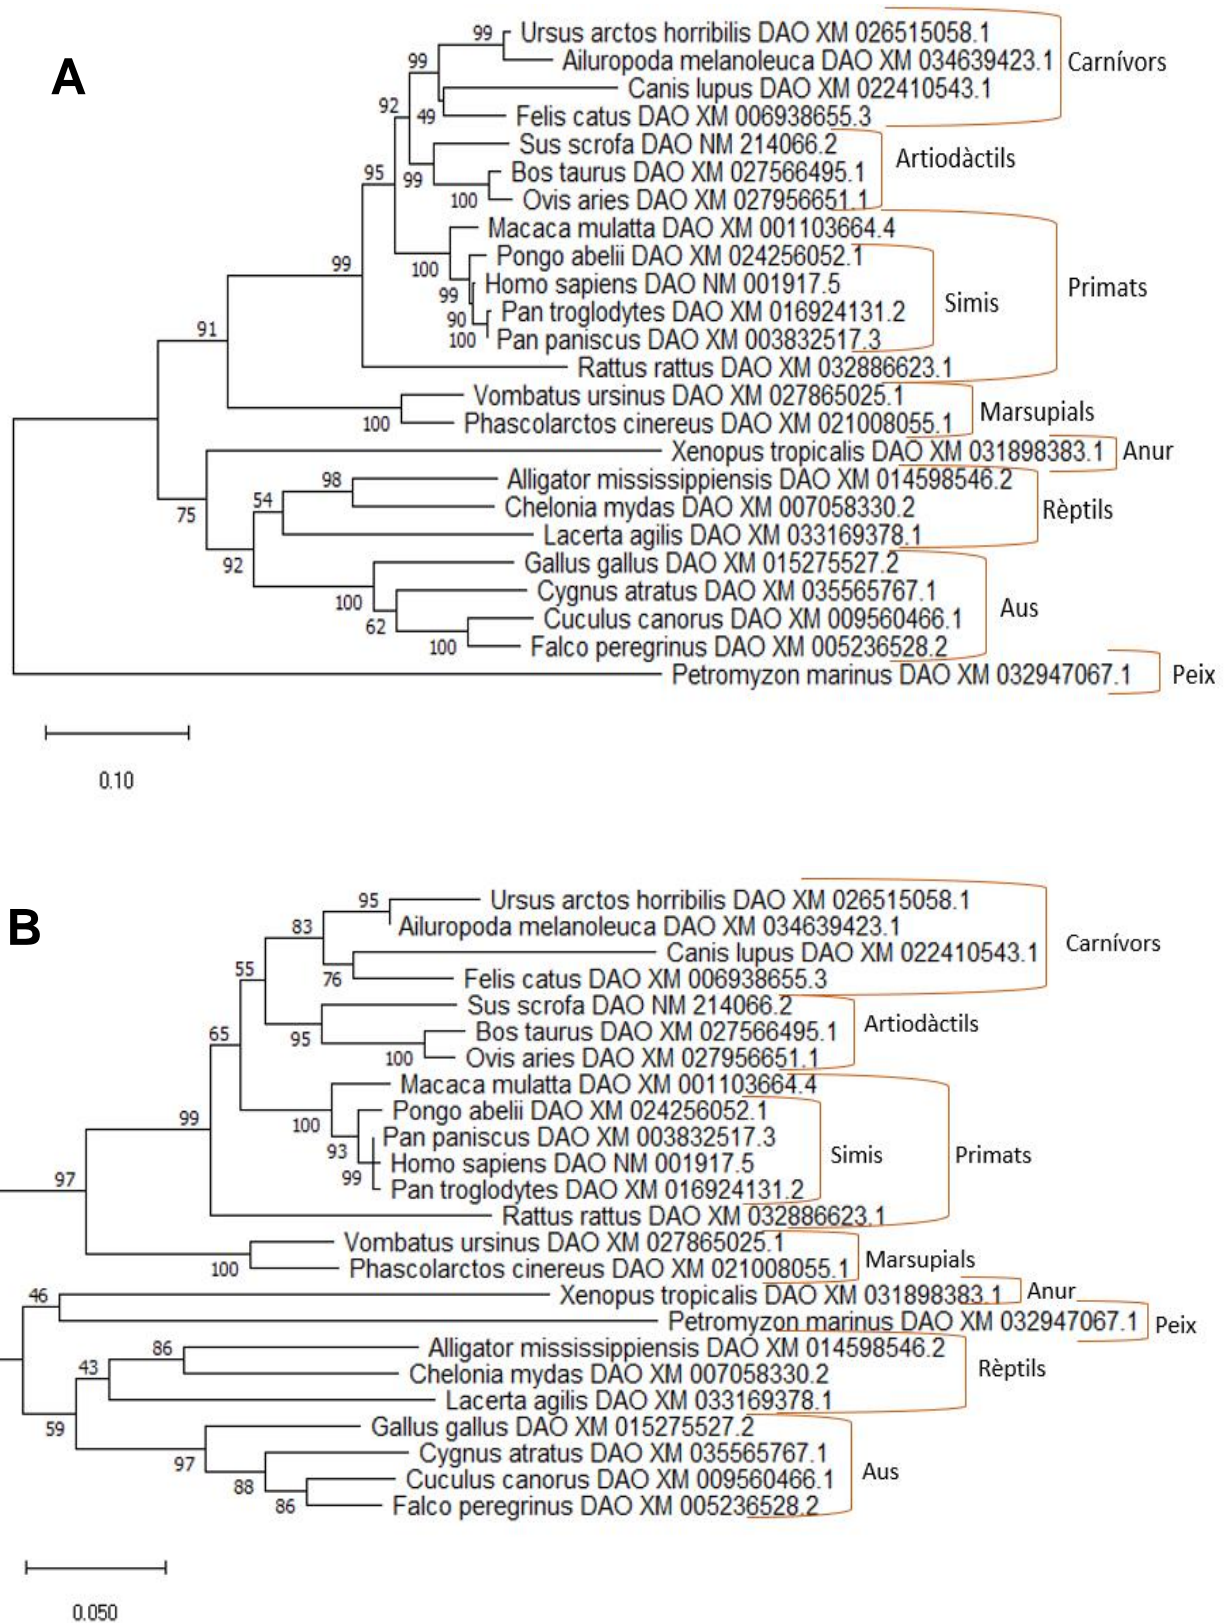 A
99
Ursus arctos horribilis DAO XM 026515058.1
99
Ailuropoda melanoleuca DAO XM 034639423.1
Carnívors
Canis lupus DAO XM 022410543.1
92
49
Felis catus DAO XM 006938655.3
Sus scrofa DAO NM 214066.2
Artiodàctils
95
99
Bos taurus DAO XM 027566495.1
100
Ovis aries DAO XM 027956651.1
Macaca mulatta DAO XM 001103664.4
99
100
Pongo abelii DAO XM 024256052.1
99
Homo sapiens DAO NM 001917.5
Simis
Primats
90
Pan troglodytes DAO XM 016924131.2
91
100
Pan paniscus DAO XM 003832517.3
Rattus rattus DAO XM 032886623.1
Vombatus ursinus DAO XM 027865025.1
100
Phascolarctos cinereus DAO XM 021008055.1
Marsupials
Xenopus tropicalis DAO XM 031898383.1
Anur
98
Alligator mississippiensis DAO XM 014598546.2
75
54
Chelonia mydas DAO XM 007058330.2
Rèptils
Lacerta agilis DAO XM 033169378.1
92
Gallus gallus DAO XM 015275527.2
100
Cygnus atratus DAO XM 035565767.1
Aus
62
Cuculus canorus DAO XM 009560466.1
100
Falco peregrinus DAO XM 005236528.2
Petromyzon marinus DAO XM 032947067.1
Peix
0.10
B
95
Ursus arctos horribilis DAO XM 026515058.1
83
Ailuropoda melanoleuca DAO XM 034639423.1
Carnívors
Canis lupus DAO XM 022410543.1
55
76
Felis catus DAO XM 006938655.3
Sus scrofa DAO NM 214066.2
Artiodàctils
65
95
Bos taurus DAO XM 027566495.1
100
Ovis aries DAO XM 027956651.1
Macaca mulatta DAO XM 001103664.4
99
100
Pongo abelii DAO XM 024256052.1
93
Pan paniscus DAO XM 003832517.3
Simis
Primats
Homo sapiens DAO NM 001917.5
97
99
Pan troglodytes DAO XM 016924131.2
Rattus rattus DAO XM 032886623.1
Vombatus ursinus DAO XM 027865025.1
100
Phascolarctos cinereus DAO XM 021008055.1
Marsupials
46
Xenopus tropicalis DAO XM 031898383.1
Anur
Petromyzon marinus DAO XM 032947067.1
Peix
86
Alligator mississippiensis DAO XM 014598546.2
43
Chelonia mydas DAO XM 007058330.2
Rèptils
Lacerta agilis DAO XM 033169378.1
59
Gallus gallus DAO XM 015275527.2
97
Cygnus atratus DAO XM 035565767.1
Aus
88
Cuculus canorus DAO XM 009560466.1
86
Falco peregrinus DAO XM 005236528.2
0.050